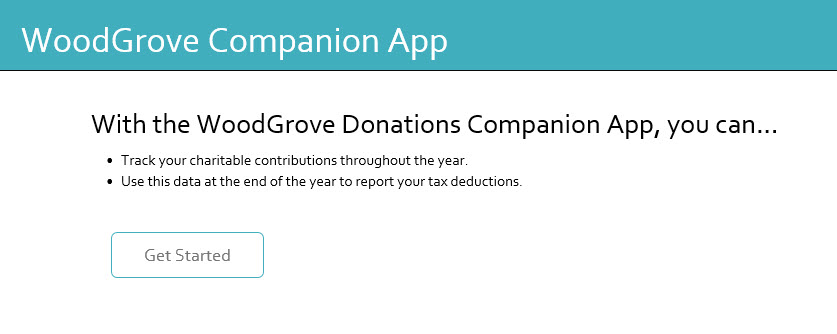 WoodGrove Companion App
With the WoodGrove Donations Companion App, you can...
• Track your charitable contributions throughout the year.
• Use this data at the end of the year to report your tax deductions.
Get Started